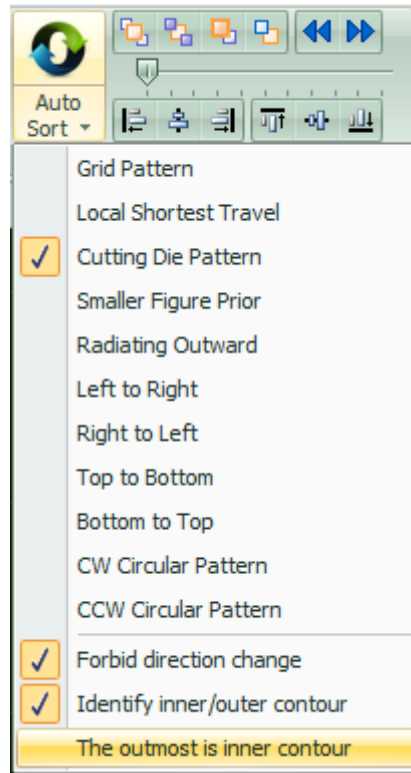 Auto
Sort
Grid Pattern
Local Shortest Travel
Cutting Die Pattern
Smaller Figure Prior
Radiating Outward
Left to Right
Right to Left
Top to Bottom
Bottom to Top
CW Circular Pattern
CCW Circular Pattern
Forbid direction change
Identify inner/outer contour
The outmost is inner contour